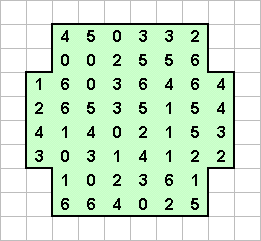 4 5 0 3 3 2
0 0 2 5 5 6
1 6 0 3 6 4 6 4
2 6 5 3 5 1 5 4
4 1 4 0 2 1 5 3
3 0 3 1 4 1 2 2
1 0 2 3 6 1
6 6 4 0 2 5